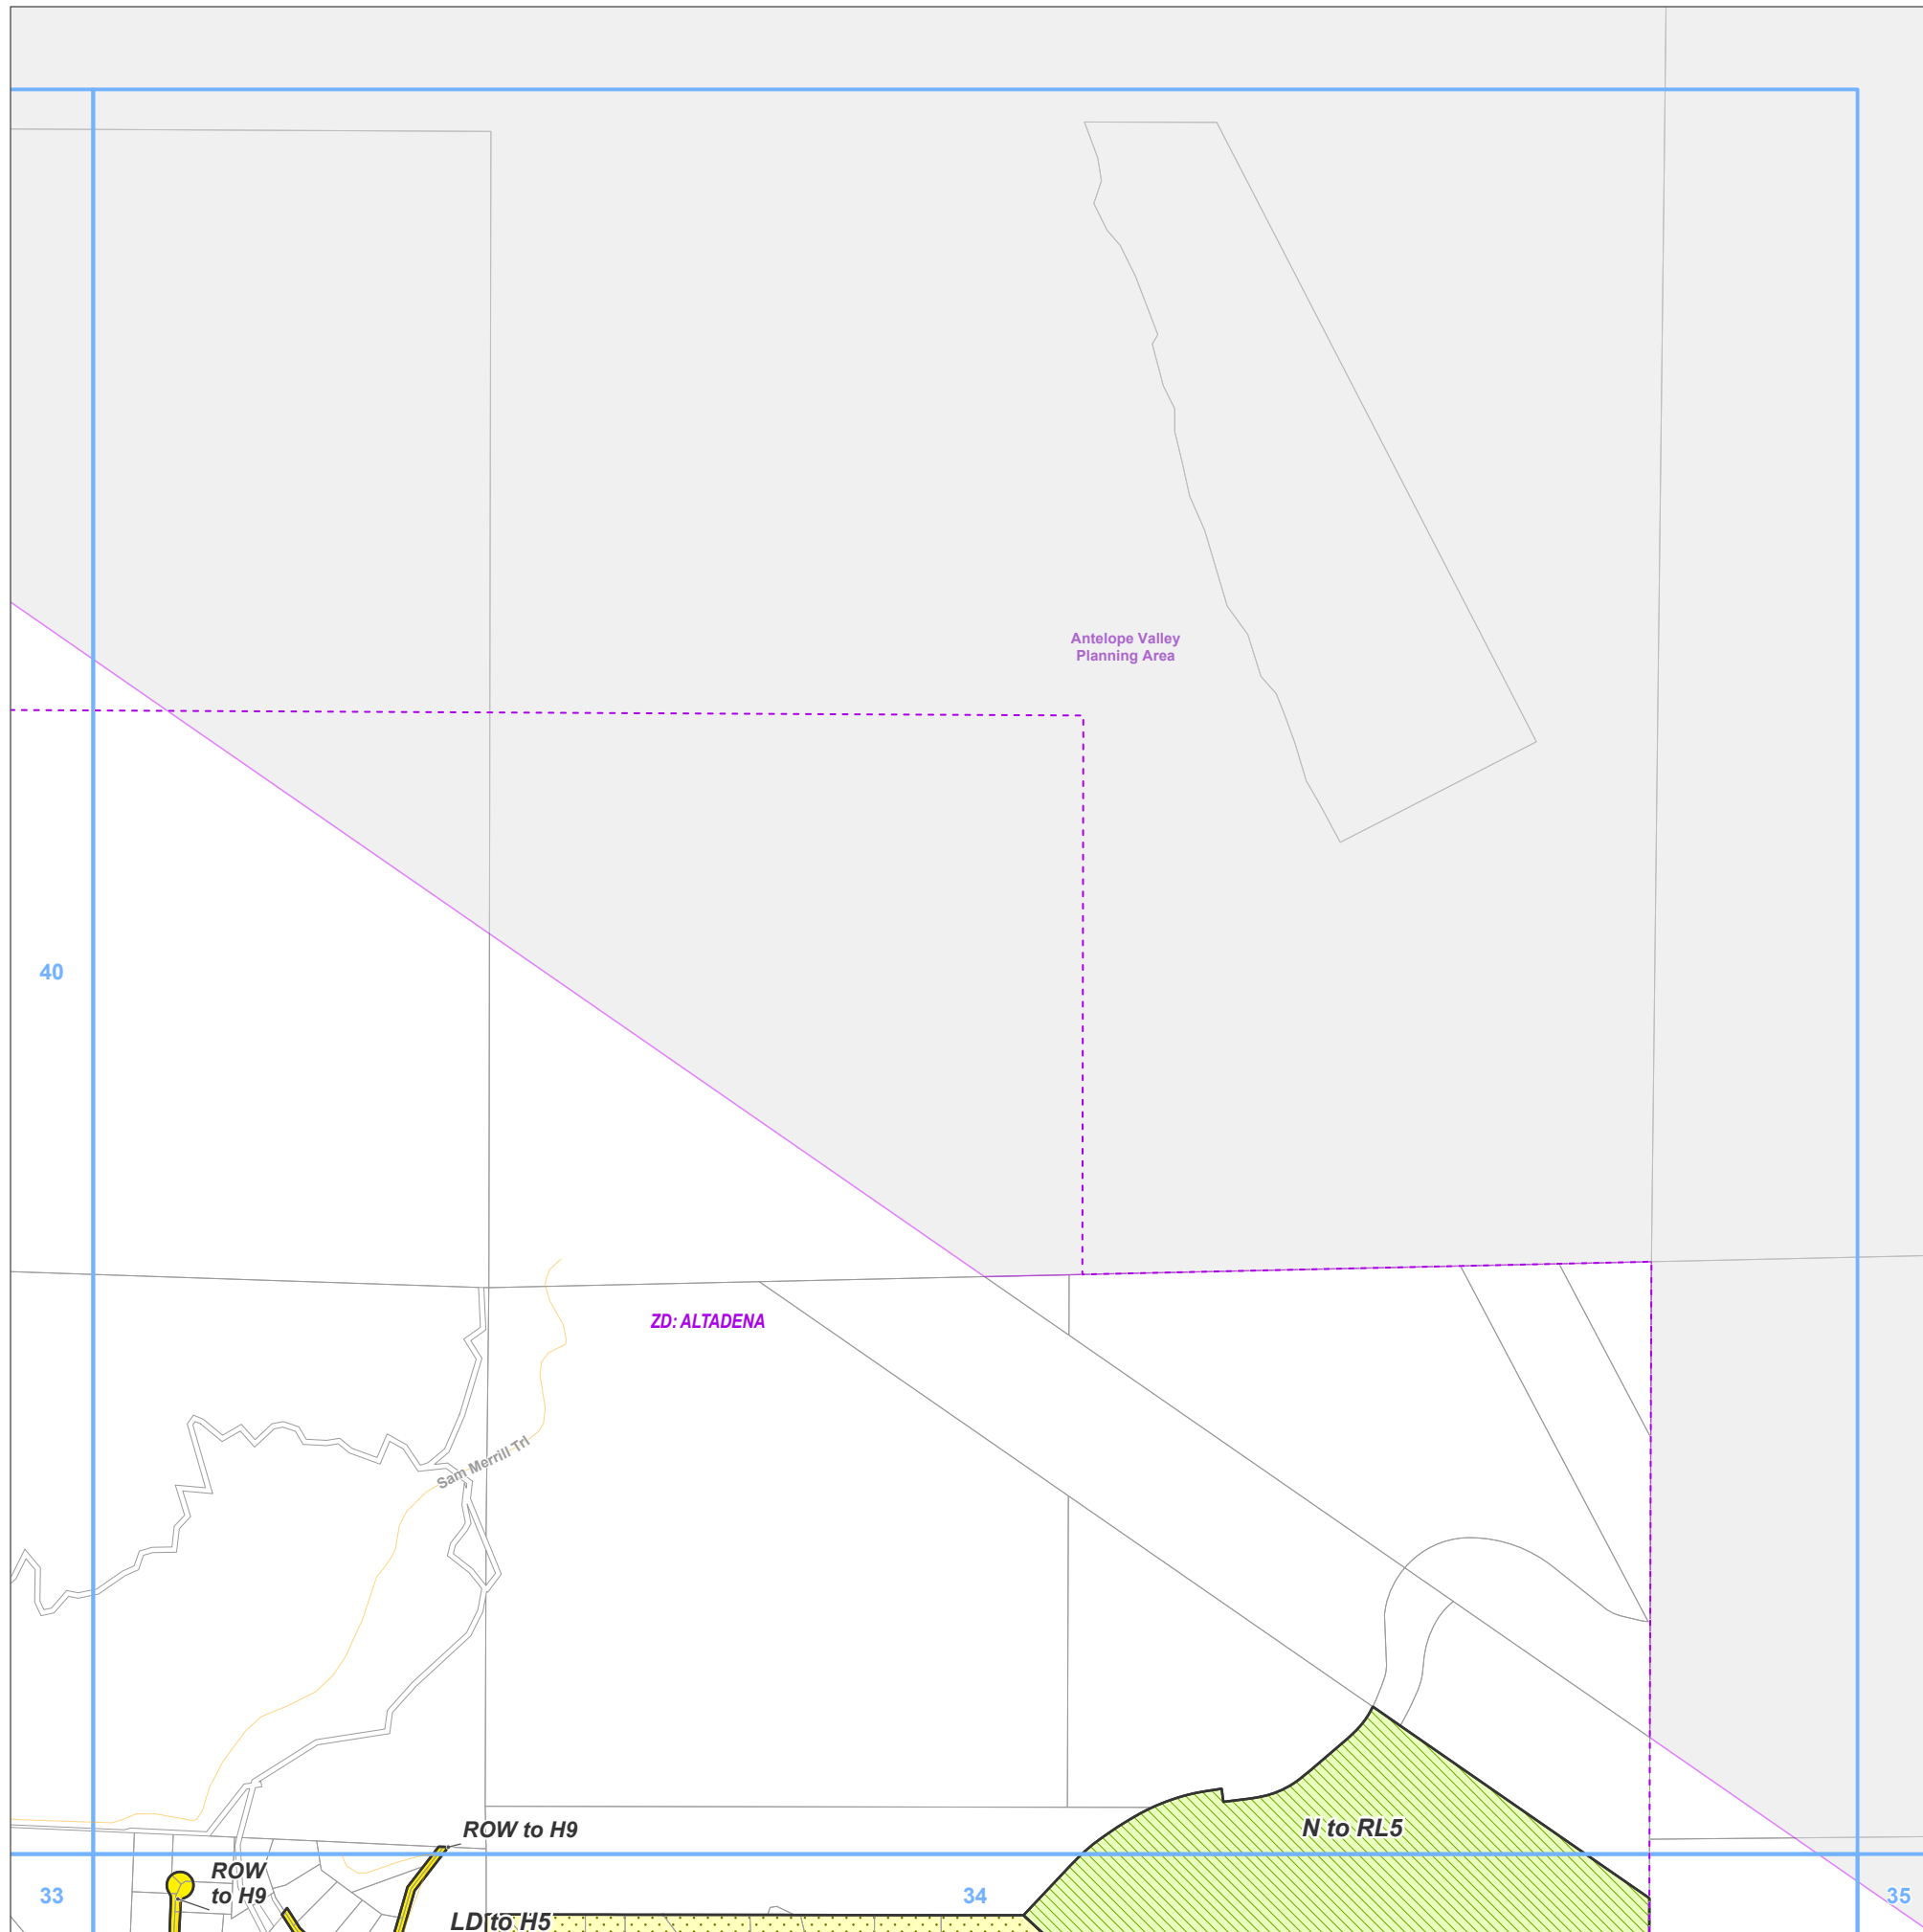 Antelope Valley
Planning Area
40
ZD: ALTADENA
Sam Merrill Trl
ROW to H9
N to RL5
ROW
to H9
33
34
35
LD to H5